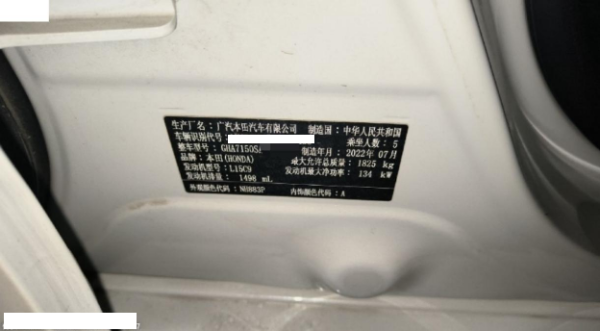 生产厂名：广汽本田汽车有限公司 制造国：中华人民共和国
车辆识别代号： 乘坐人数：5
整车型号：GHA7150S 制造年月：2022年07月
品牌：本田(HONDA) 最大允许总质量：1825 kg
发动机型号：L15C9 发动机最大净功率：134 kW
发动机排量：1498 mL
外观颜色代码：NH883P 内饰颜色代码：A